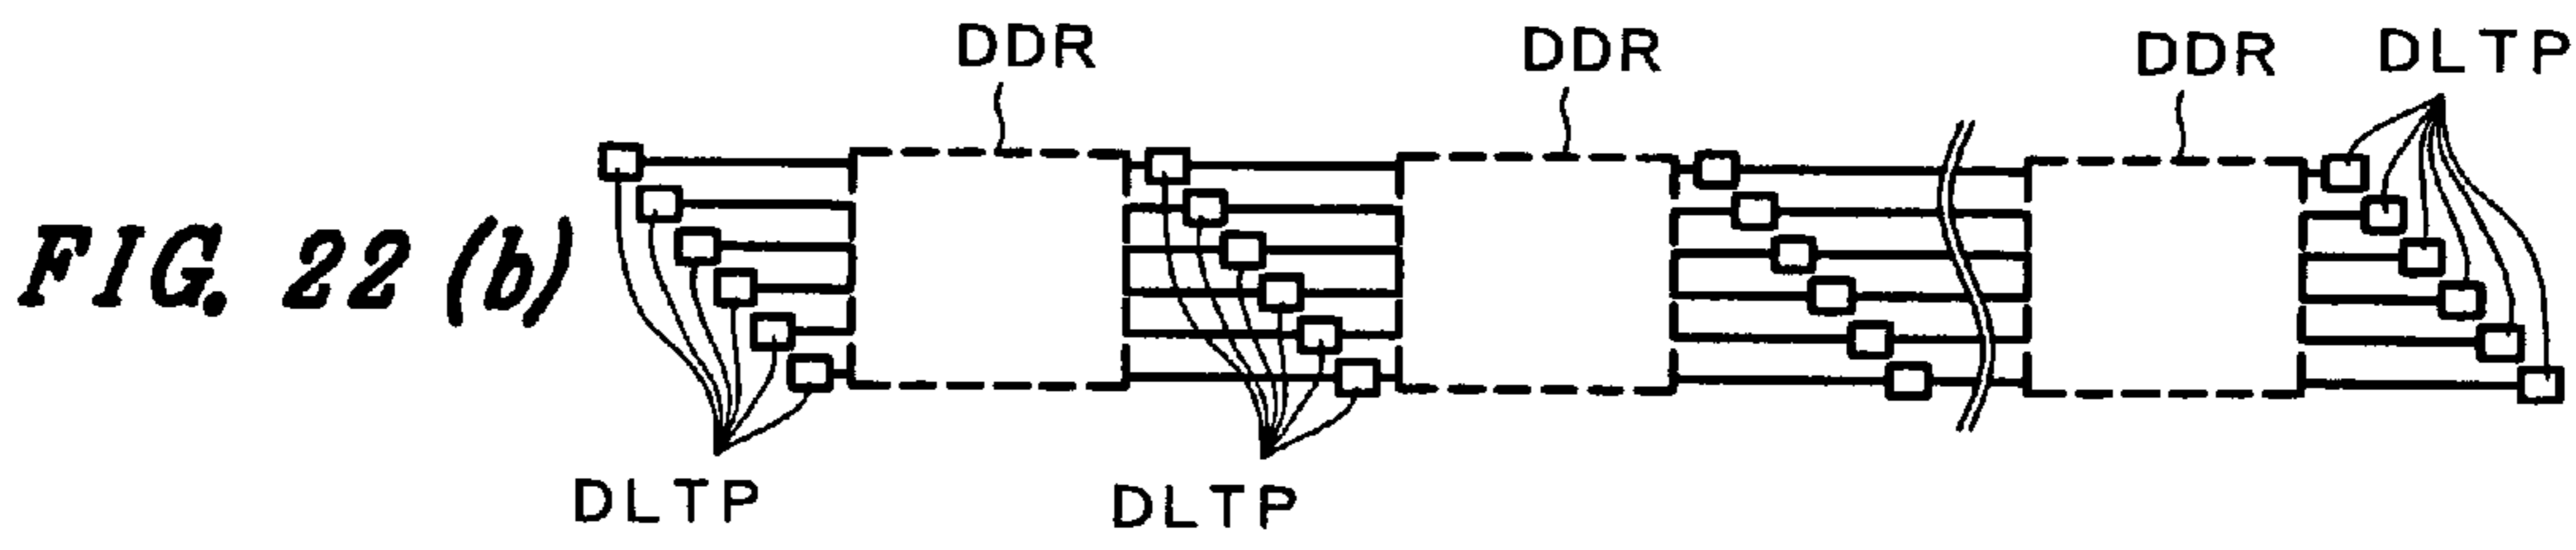 DDR
DDR
DDR
DLTP
FIG. 22 (b)
DLTP
DLTP